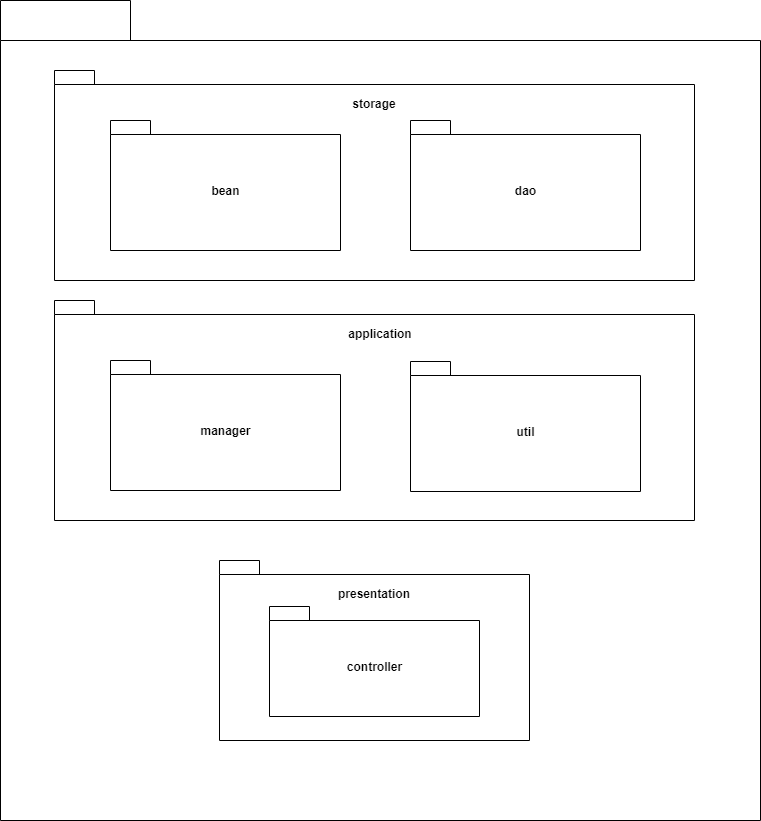 storage
bean
dao
application
manager
util
presentation
controller